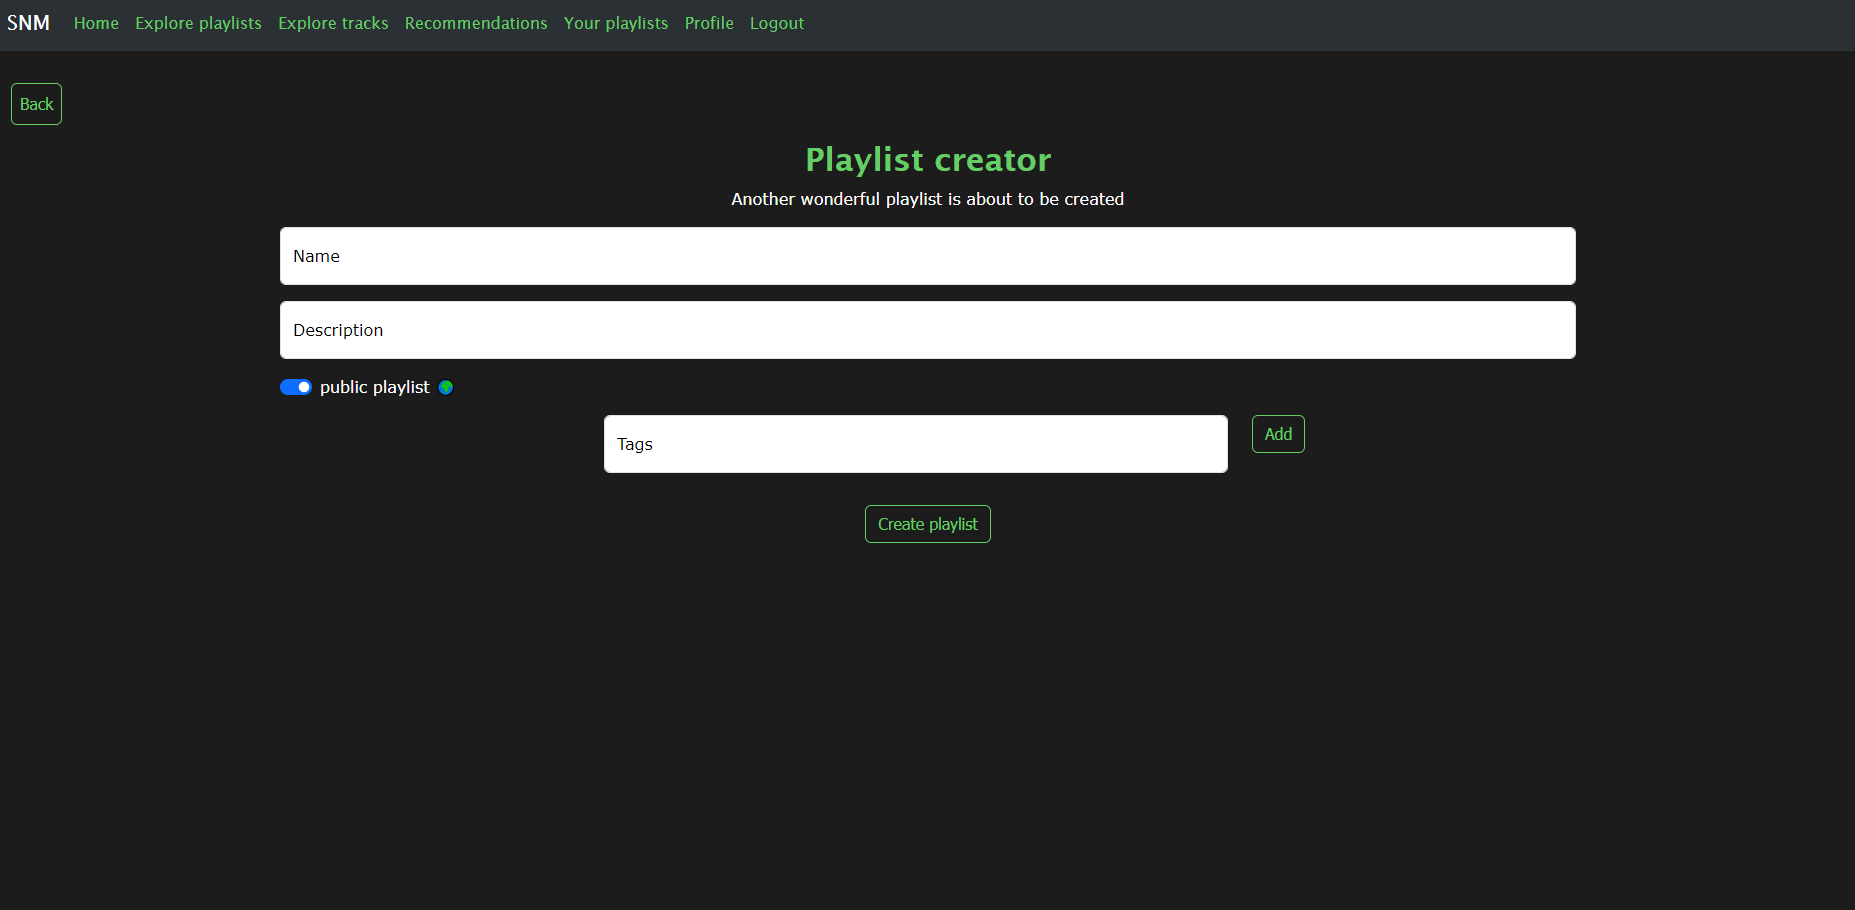 SNM Home Explore playlists Explore tracks Recommendations Your playlists Profile Logout
Back
Playlist creator
Another wonderful playlist is about to be created
Name
Description
public playlist
Tags
Add
Create playlist